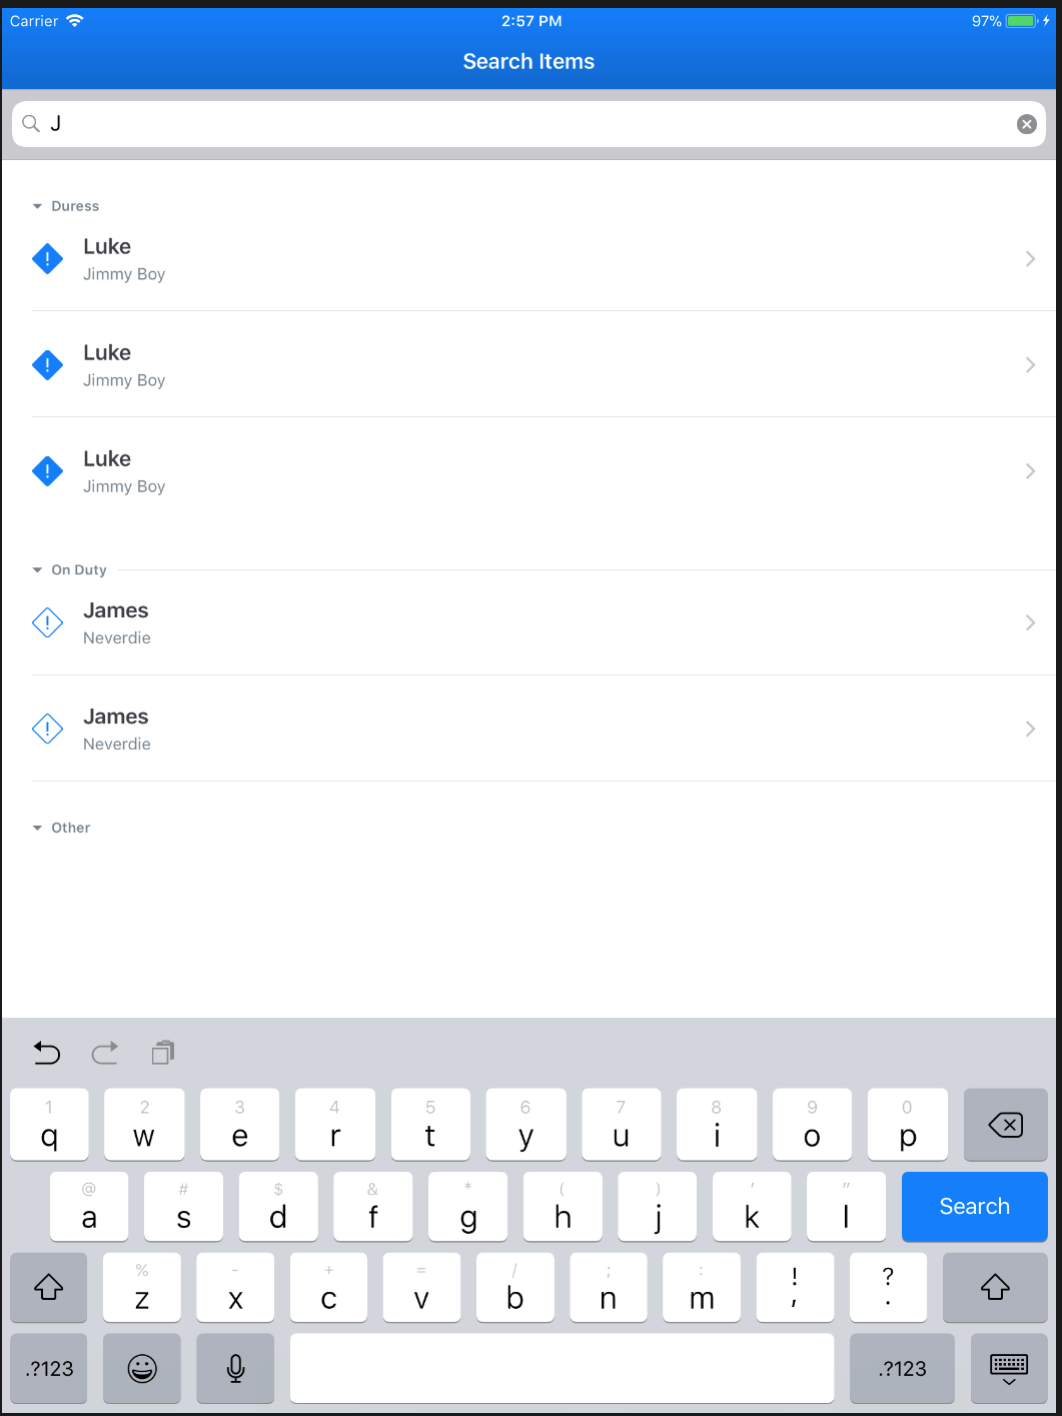 Carrier 2:57 PM 97%
Search Items
J
Duress
Luke
Jimmy Boy
Luke
Jimmy Boy
Luke
Jimmy Boy
On Duty
James
Neverdie
James
Neverdie
Other
1 2 3 4 5 6 7 8 9 0
q w e r t y u i o p
@ # $ & * ( ) ' "
a s d f g h j k l Search
% - + = / ; : ! ?
z x c v b n m , .
.?123 .?123